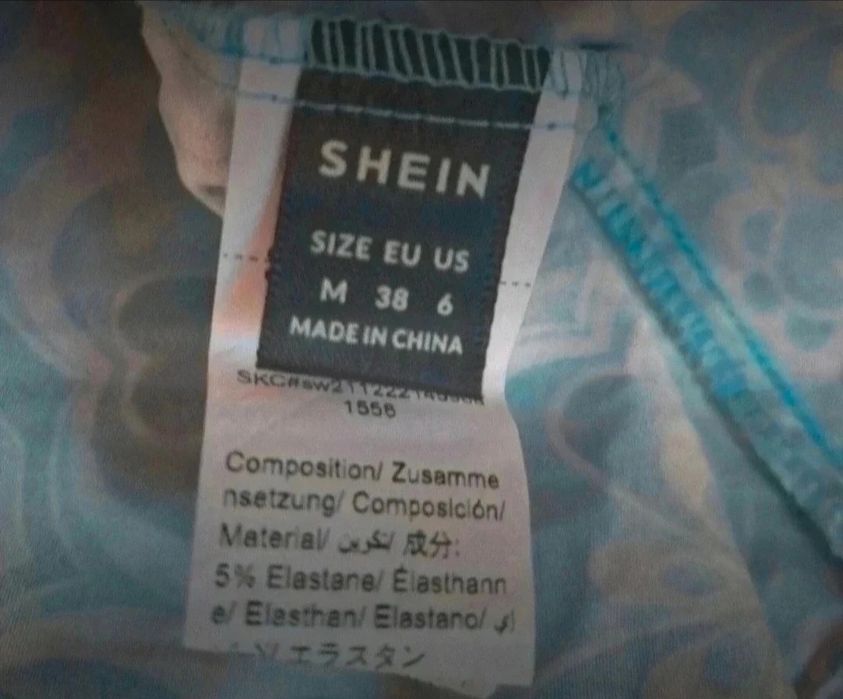 SHEIN
SIZE EU US
M 38 6
MADE IN CHINA
1556
Composition/ Zusamme
nsetzung/ Composición/
Material/ تكوين/ 成分:
5% Elastane/ Élasthann
e/ Elasthan/ Elastano/
エラスタン